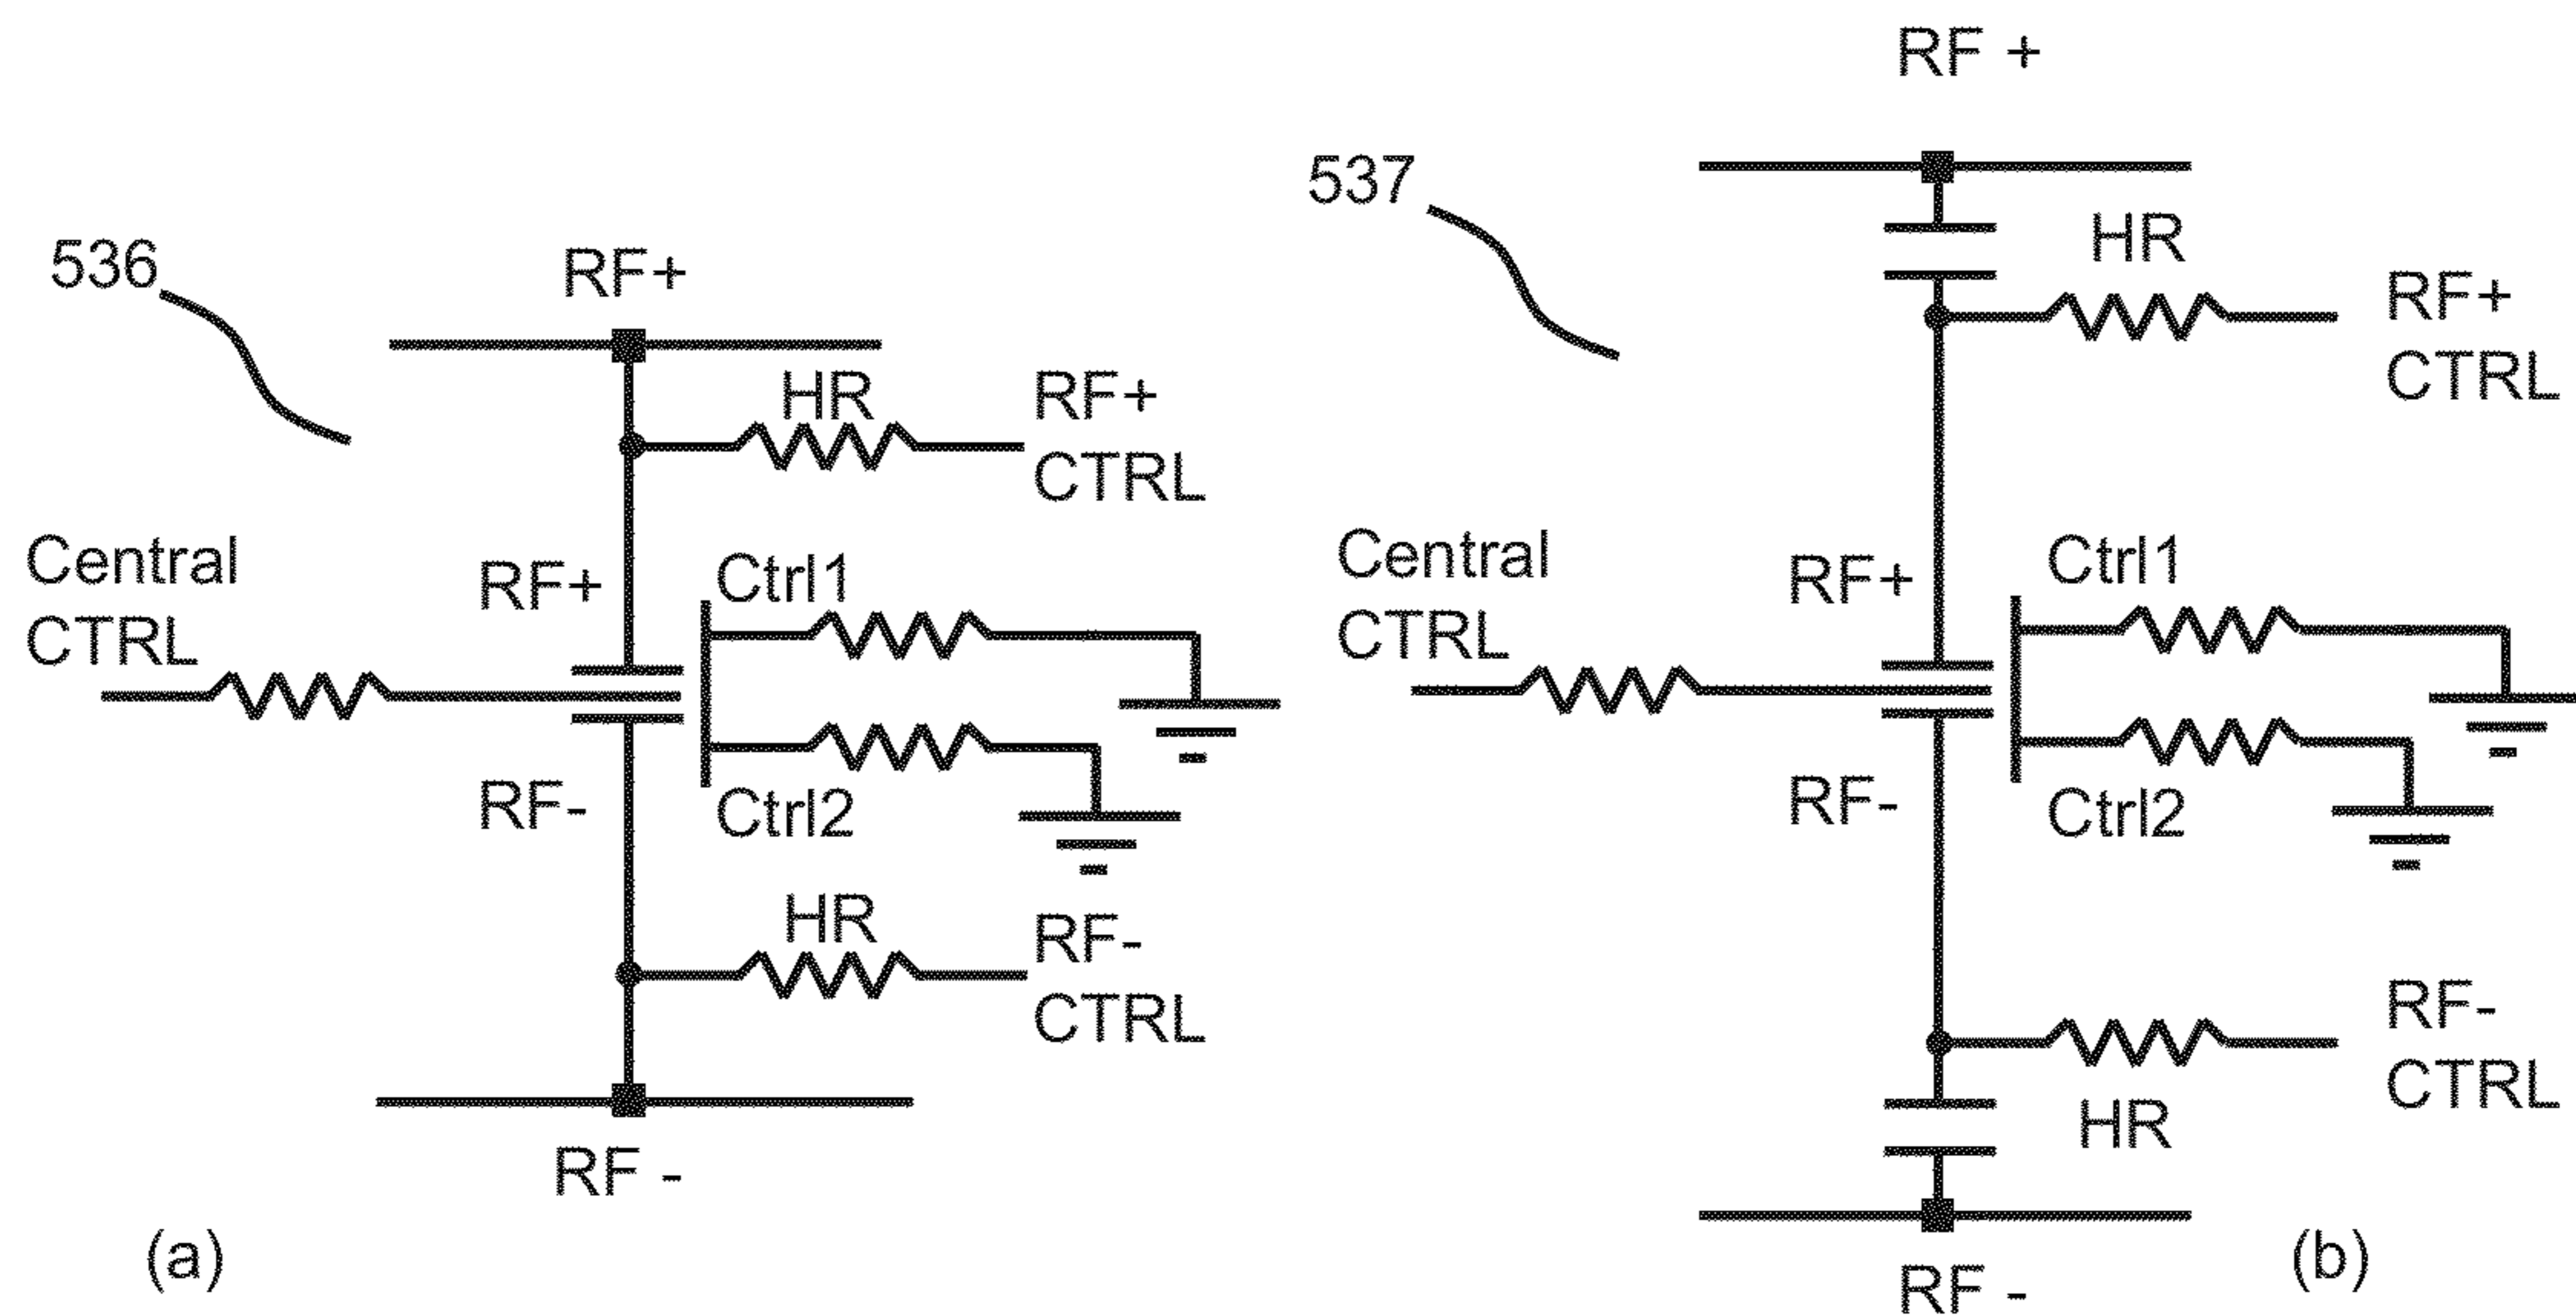 536
RF+
HR
RF+
CTRL
Central
CTRL
RF+
Ctrl1
RF-
Ctrl2
HR
RF-
CTRL
RF -
(a)
537
RF +
HR
RF+
CTRL
Central
CTRL
RF+
Ctrl1
RF-
Ctrl2
RF-
CTRL
HR
RF -
(b)